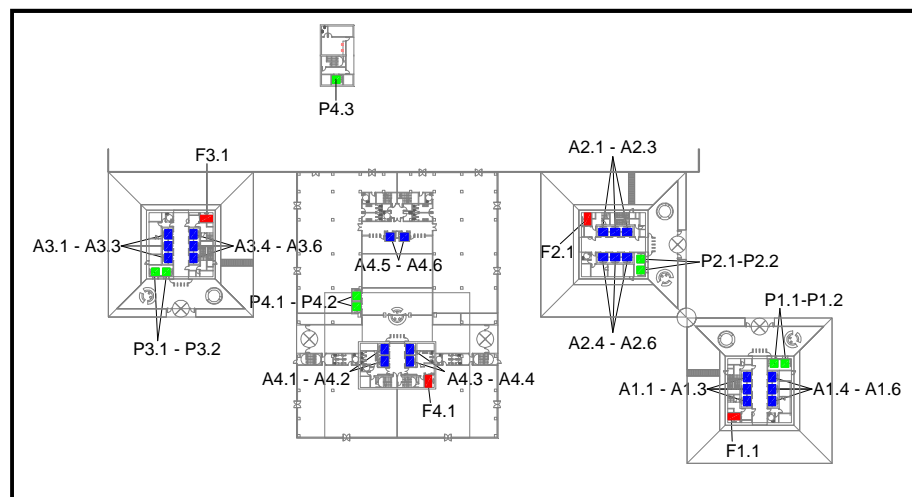 P4.3
A2.1 - A2.3
F3.1
A3.1 - A3.3
A3.4 - A3.6
F2.1
A4.5 - A4.6
P2.1-P2.2
P4.1 - P4.2
P1.1-P1.2
P3.1 - P3.2
A2.4 - A2.6
A4.1 - A4.2
A4.3 - A4.4
A1.1 - A1.3
A1.4 - A1.6
F4.1
F1.1